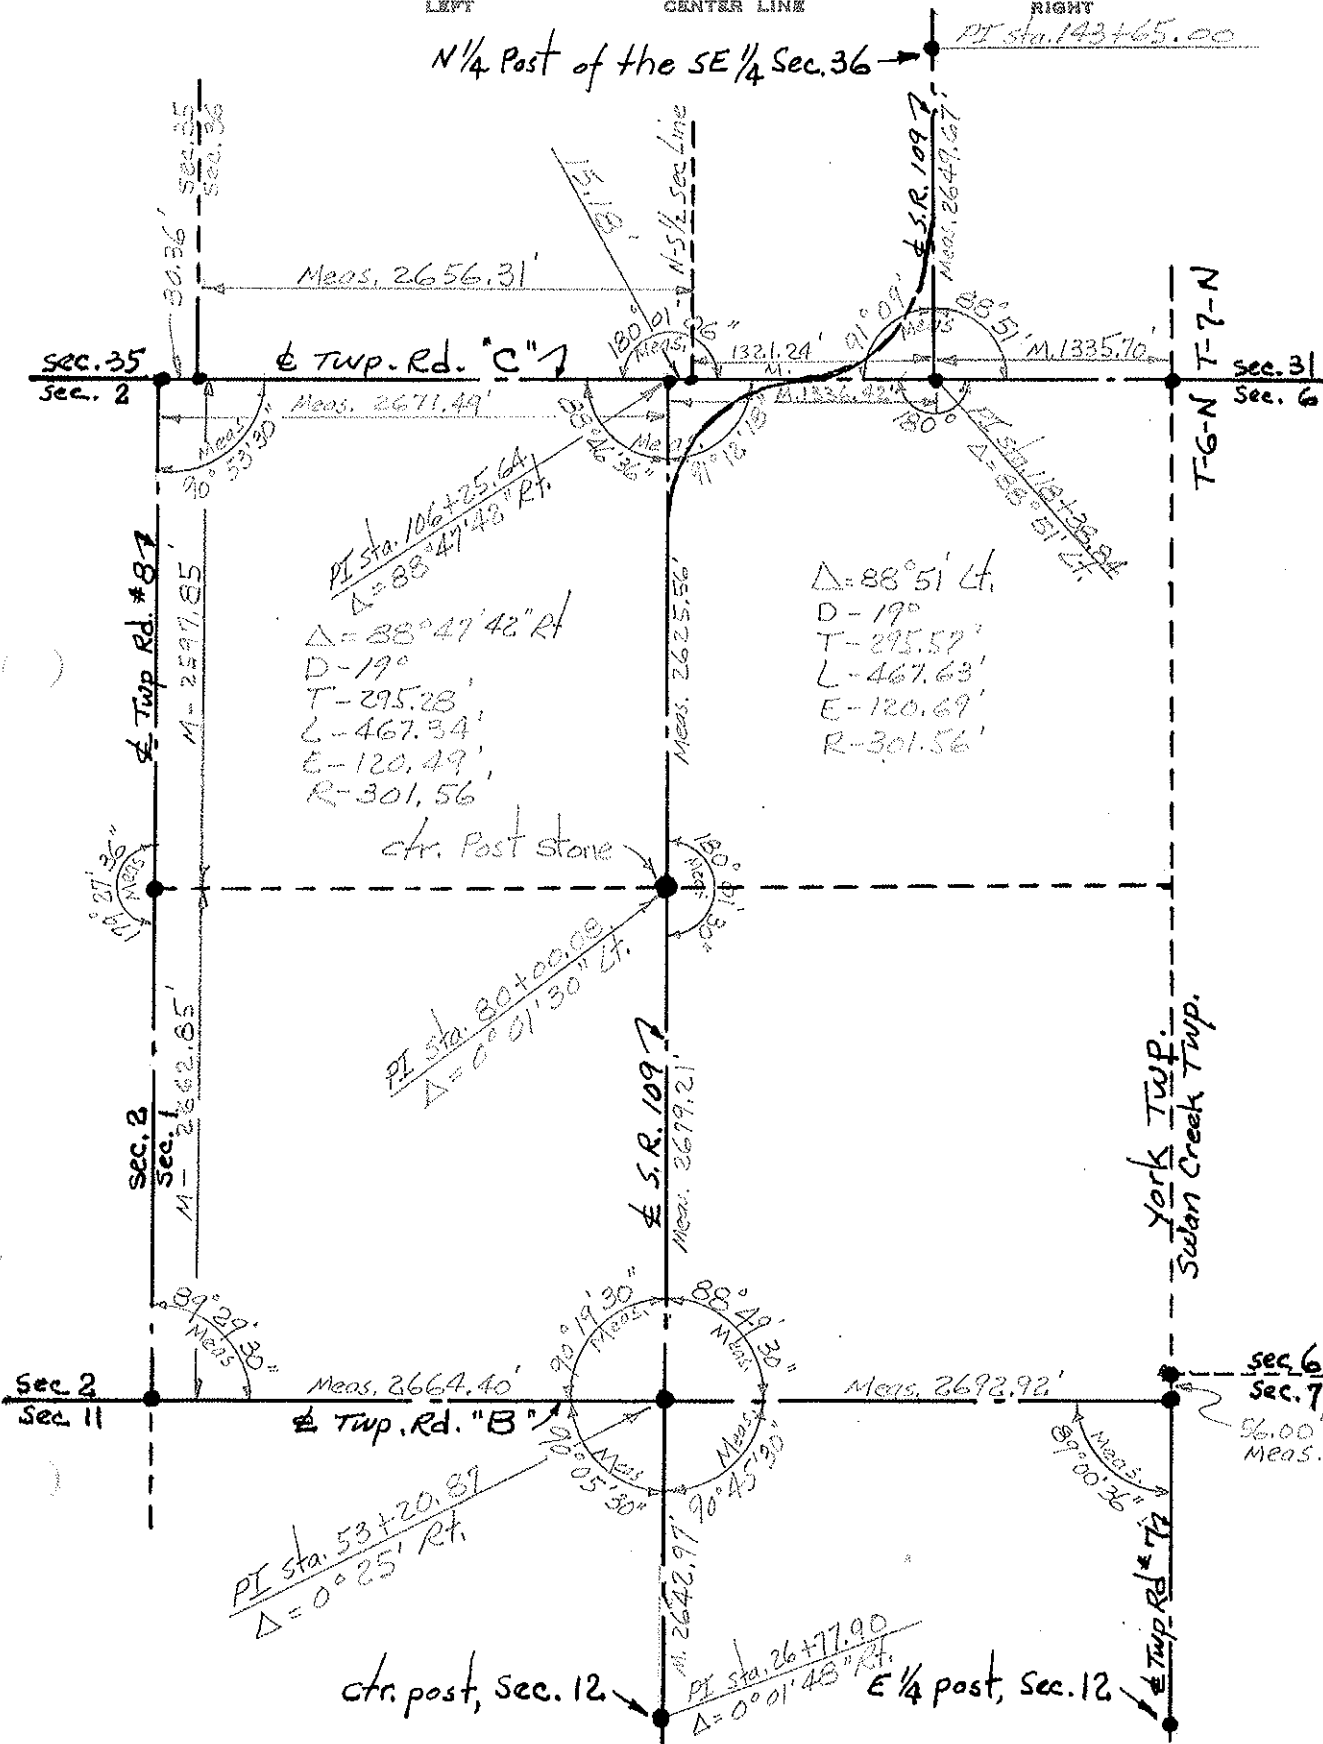 LEFT
CENTER LINE
RIGHT
N 1/4 Post of the SE 1/4 Sec. 36
PI sta. 143+65.00
Sec. 35
Sec. 36
30.36'
15.18'
N-S 1/2 Sec Line
℄ S.R. 109
Meas. 2649.67'
Meas. 2656.31'
T-7-N
T-6-N
sec. 35
sec. 2
℄ Twp. Rd. "C"
180° 01' 06"
Meas.
1321.24'
M.
91° 09'
Meas
88° 51'
M. 1335.70'
sec. 31
Sec. 6
Meas. 2671.49'
M. 1336.42'
Meas
90° 53' 30"
88° 46' 36"
Meas.
91° 12' 18"
180°
PI sta. 106+25.64
Δ = 88° 47' 42" Rt.
PI sta. 118+38.84
Δ = 88° 51' Lt.
℄ Twp Rd. #8
M - 2597.85'
Δ = 88° 47' 42" Rt
D - 19°
T - 295.28'
L - 467.34'
E - 120.49'
R - 301.56'
Meas. 2625.56'
Δ = 88° 51' Lt.
D - 19°
T - 295.57'
L - 467.63'
E - 120.69'
R - 301.56'
ctr. Post stone
27' 36"
Meas
180° 01' 30"
Meas
PI sta. 80+00.08
Δ = 0° 01' 30" Lt.
sec. 2
Sec. 1
M - 2662.85'
℄ S.R. 109
Meas. 2679.21'
York Twp.
Swan Creek Twp.
89° 29' 30"
Meas
90° 19' 30"
Meas.
88° 49' 30"
Meas.
Sec 2
Sec. 11
Meas. 2664.40'
℄ Twp. Rd. "B"
Meas. 2692.92'
sec. 6
Sec. 7
56.00'
Meas.
90° 05' 30"
Meas
Meas.
90° 45' 30"
Meas.
89° 00' 36"
PI sta. 53+20.87
Δ = 0° 25' Rt.
M. 2642.97'
℄ Twp Rd #7
PI sta. 26+77.90
Δ = 0° 01' 48" Rt.
ctr. post, Sec. 12
E 1/4 post, Sec. 12